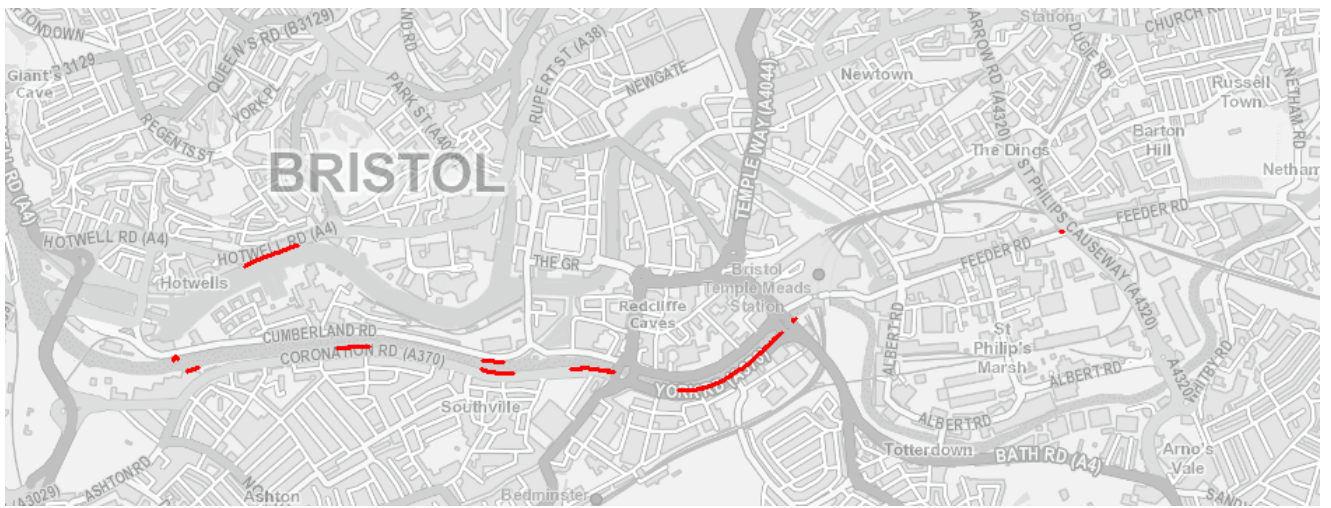 QUEEN'S RD (B3129)
RUPERT ST (A38)
Station
CHURCH RD
DUCIE RD
Giant's
Cave
B3129
YORK PL
PARK ST (A40
NEWGATE
TEMPLE WAY (A4044)
Newtown
Russell
Town
NETHAM RD
REGENTS ST
BRISTOL
The Dings
Barton
Hill
Netham
ST PHILIPS CAUSEWAY (A4320)
HOTWELL RD (A4)
HOTWELL RD (A4)
FEEDER RD
FEEDER RD
Hotwells
THE GR
Bristol
Temple Meads
Station
Redcliffe
Caves
CUMBERLAND RD
CORONATION RD (A370)
ALBERT RD
St
Philip's
Marsh
ALBERT RD
ALBERT RD
A4320
WHITBY RD
Southville
Totterdown
BATH RD (A4)
Arno's
Vale
ASHTON RD
(A3029)
Ashton
Bedminster